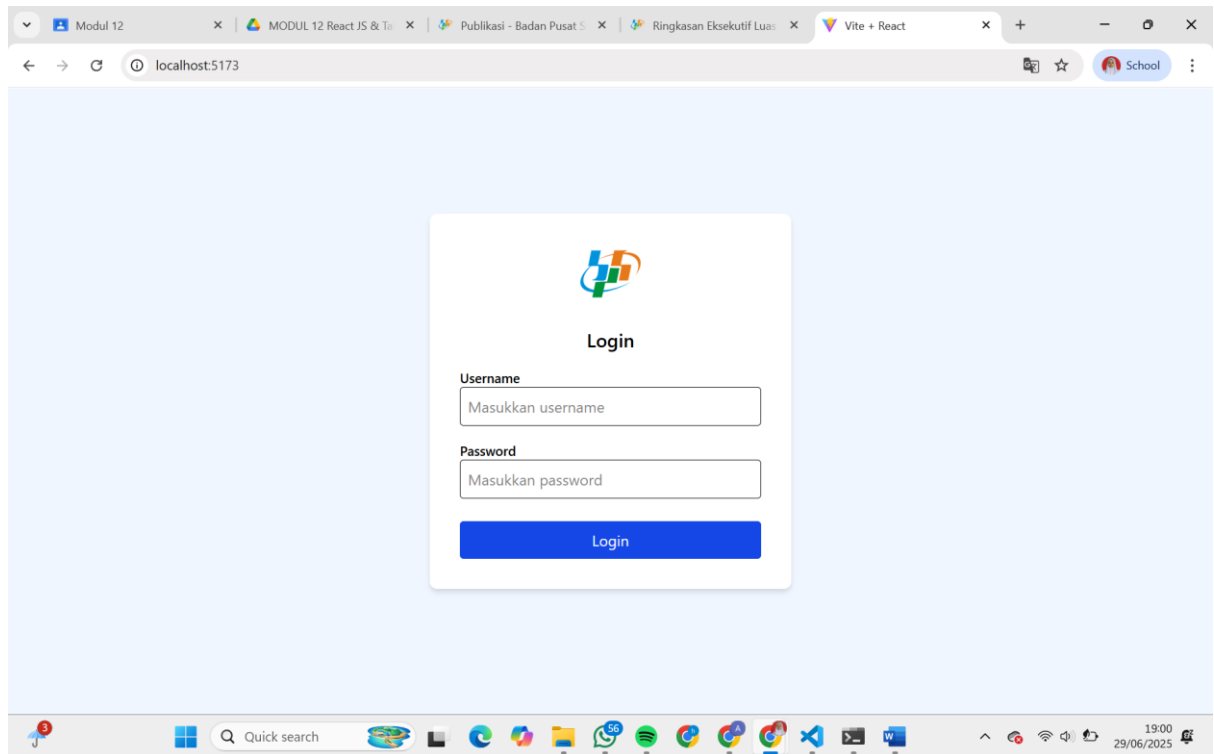 Modul 12
MODUL 12 React JS & Ta
Publikasi - Badan Pusat S
Ringkasan Eksekutif Luas
Vite + React
localhost:5173
School
Login
Username
Masukkan username
Password
Masukkan password
Login
3
Quick search
56
19:00
29/06/2025